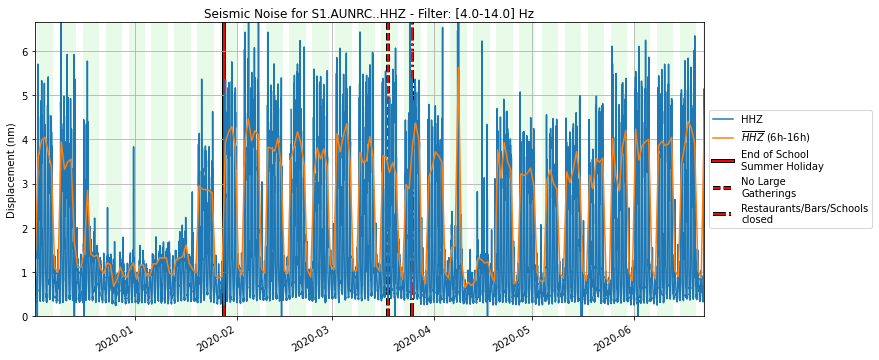 Seismic Noise for S1.AUNRC..HHZ - Filter: [4.0-14.0] Hz
Displacement (nm)
6
5
4
3
2
1
0
2020-01
2020-02
2020-03
2020-04
2020-05
2020-06
HHZ
HHZ (6h-16h)
End of School
Summer Holiday
No Large
Gatherings
Restaurants/Bars/Schools
closed